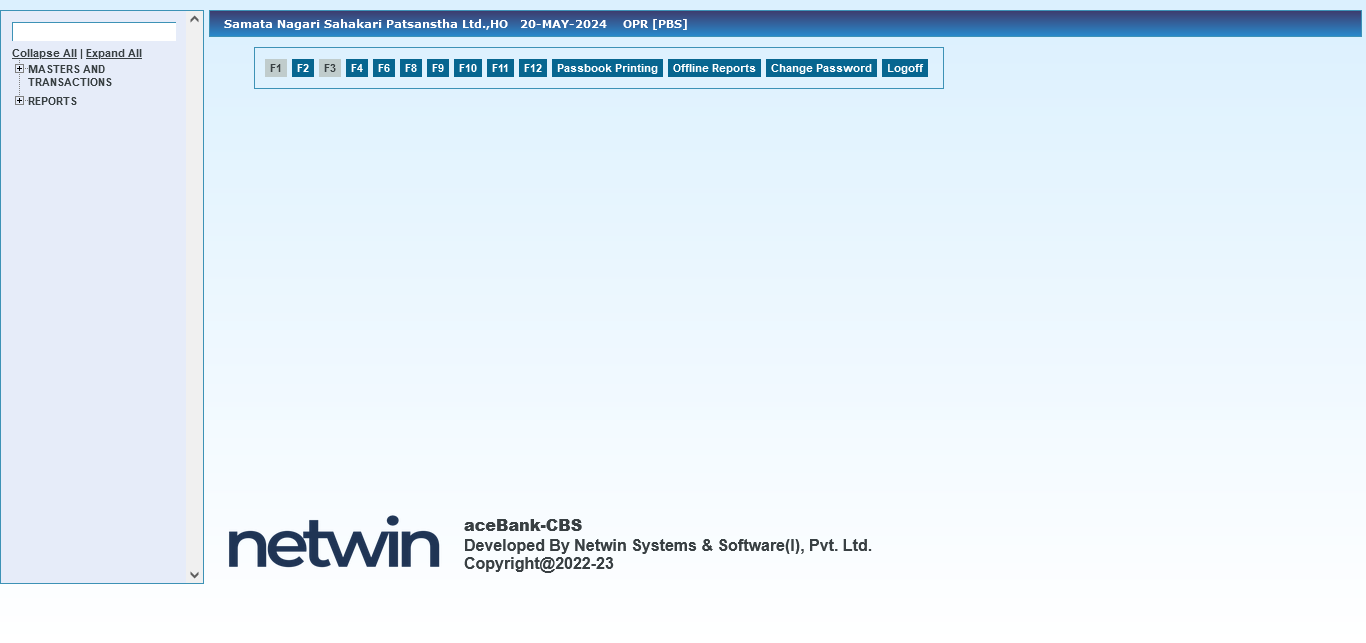 Samata Nagari Sahakari Patsanstha Ltd.,HO 20-MAY-2024 OPR [PBS]
Collapse All | Expand All
MASTERS AND
TRANSACTIONS
REPORTS
F1 F2 F3 F4 F6 F8 F9 F10 F11 F12 Passbook Printing Offline Reports Change Password Logoff
netwin
aceBank-CBS
Developed By Netwin Systems & Software(I), Pvt. Ltd.
Copyright@2022-23